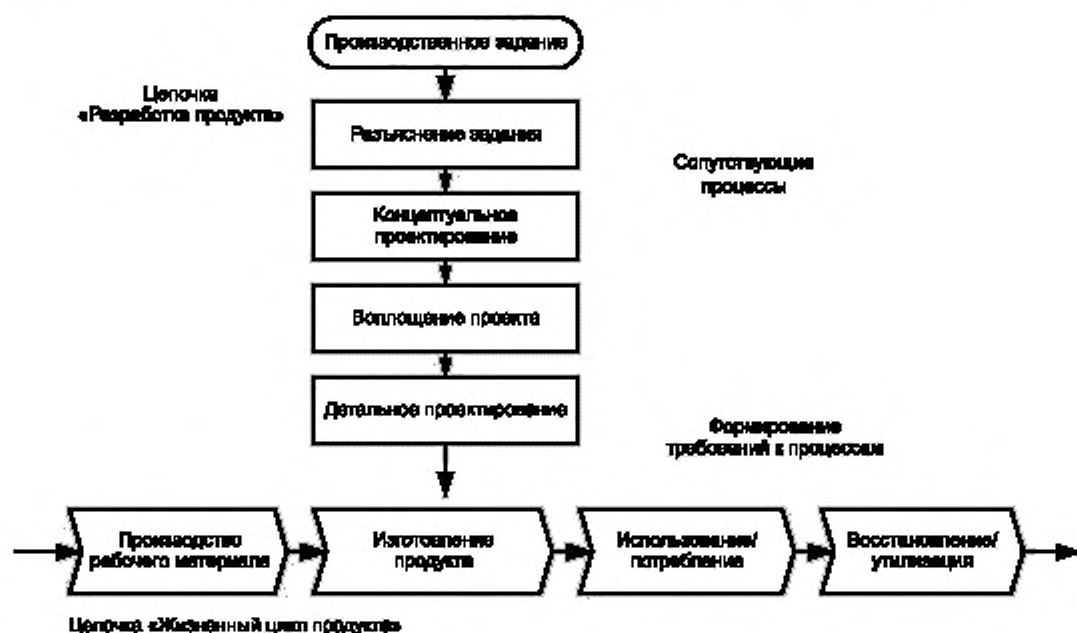 Производственное задание
Цепочка
«Разработка продукта»
Разъяснение задания
Сопутствующие
процессы
Концептуальное
проектирование
Воплощение проекта
Детальное проектирование
Формирование
требований к процессам
Производство
рабочего материала
Изготовление
продукта
Использование/
потребление
Восстановление/
утилизация
Цепочка «Жизненный цикл продукта»